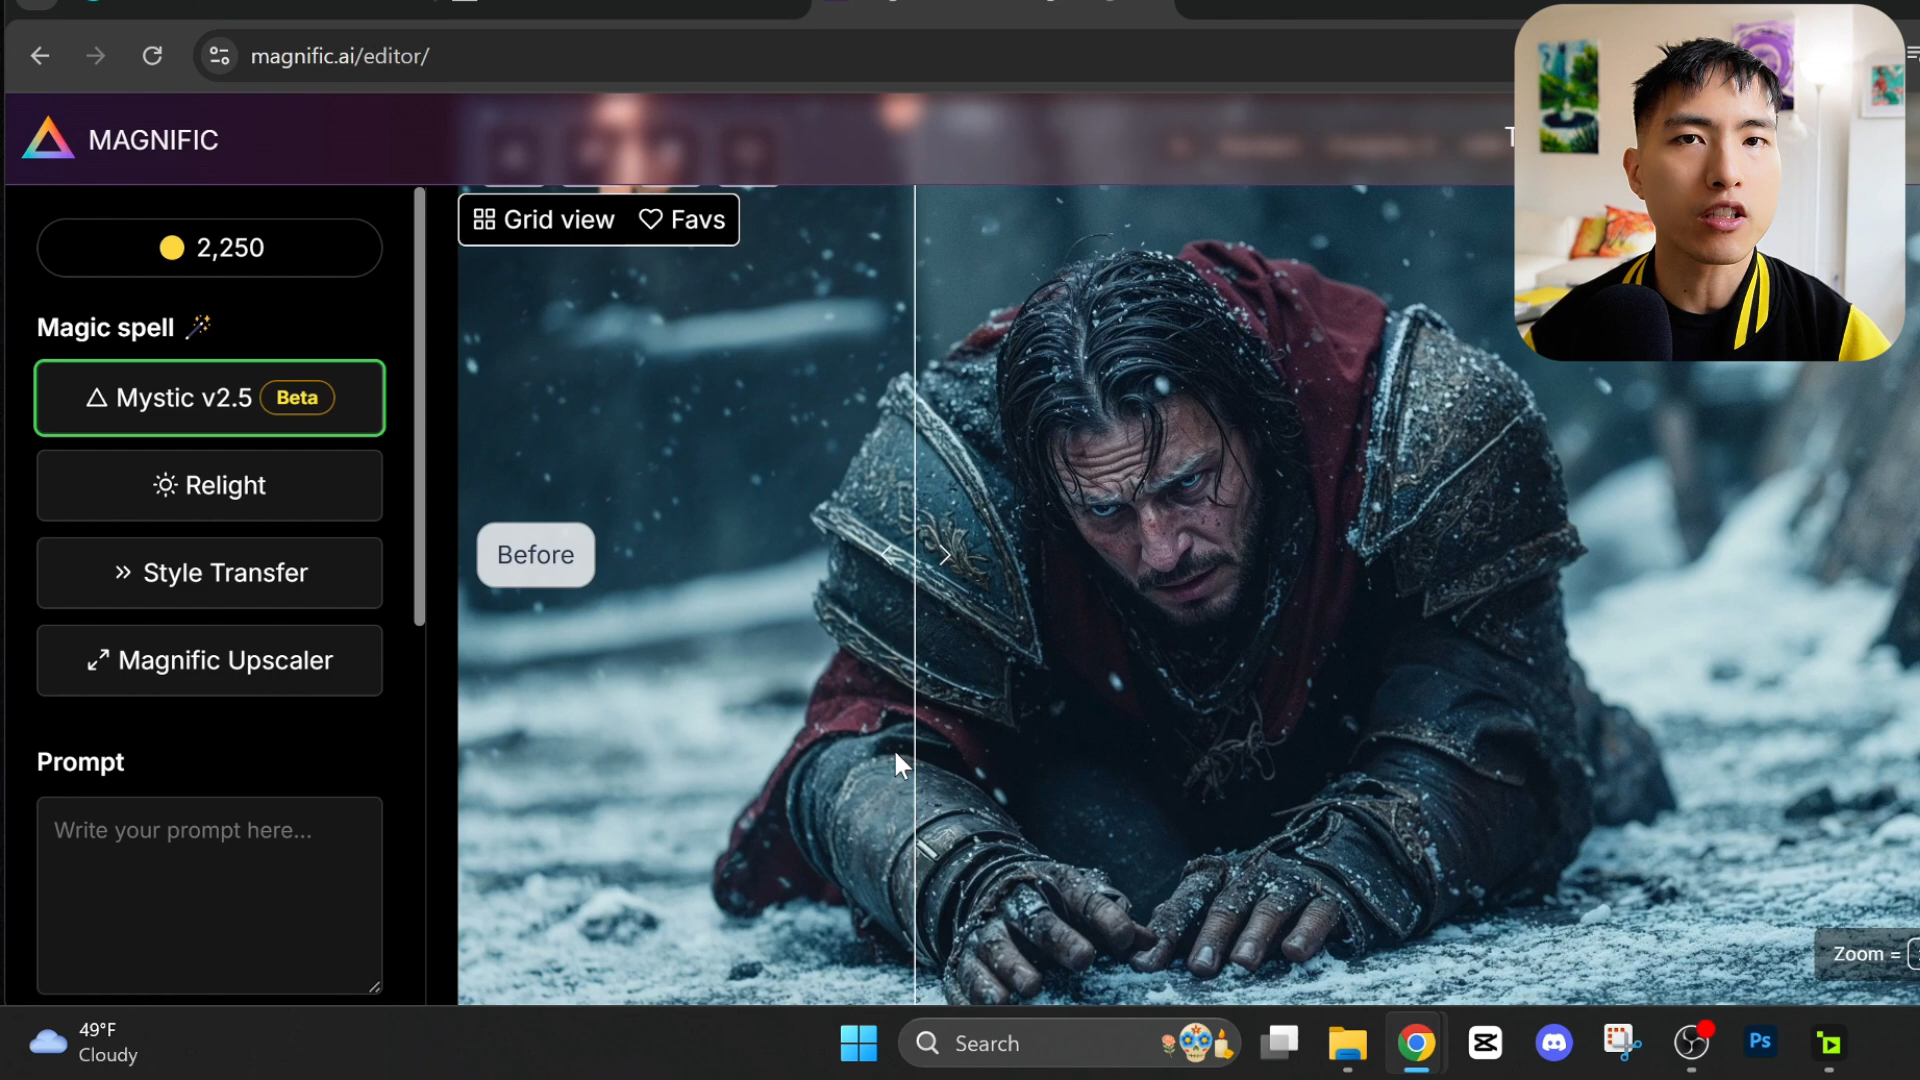 magnific.ai/editor/
MAGNIFIC
2,250
Grid view
Favs
Magic spell
Mystic v2.5
Beta
Relight
Before
Style Transfer
Magnific Upscaler
Prompt
Write your prompt here...
Zoom =
49°F
Cloudy
Search
Ps